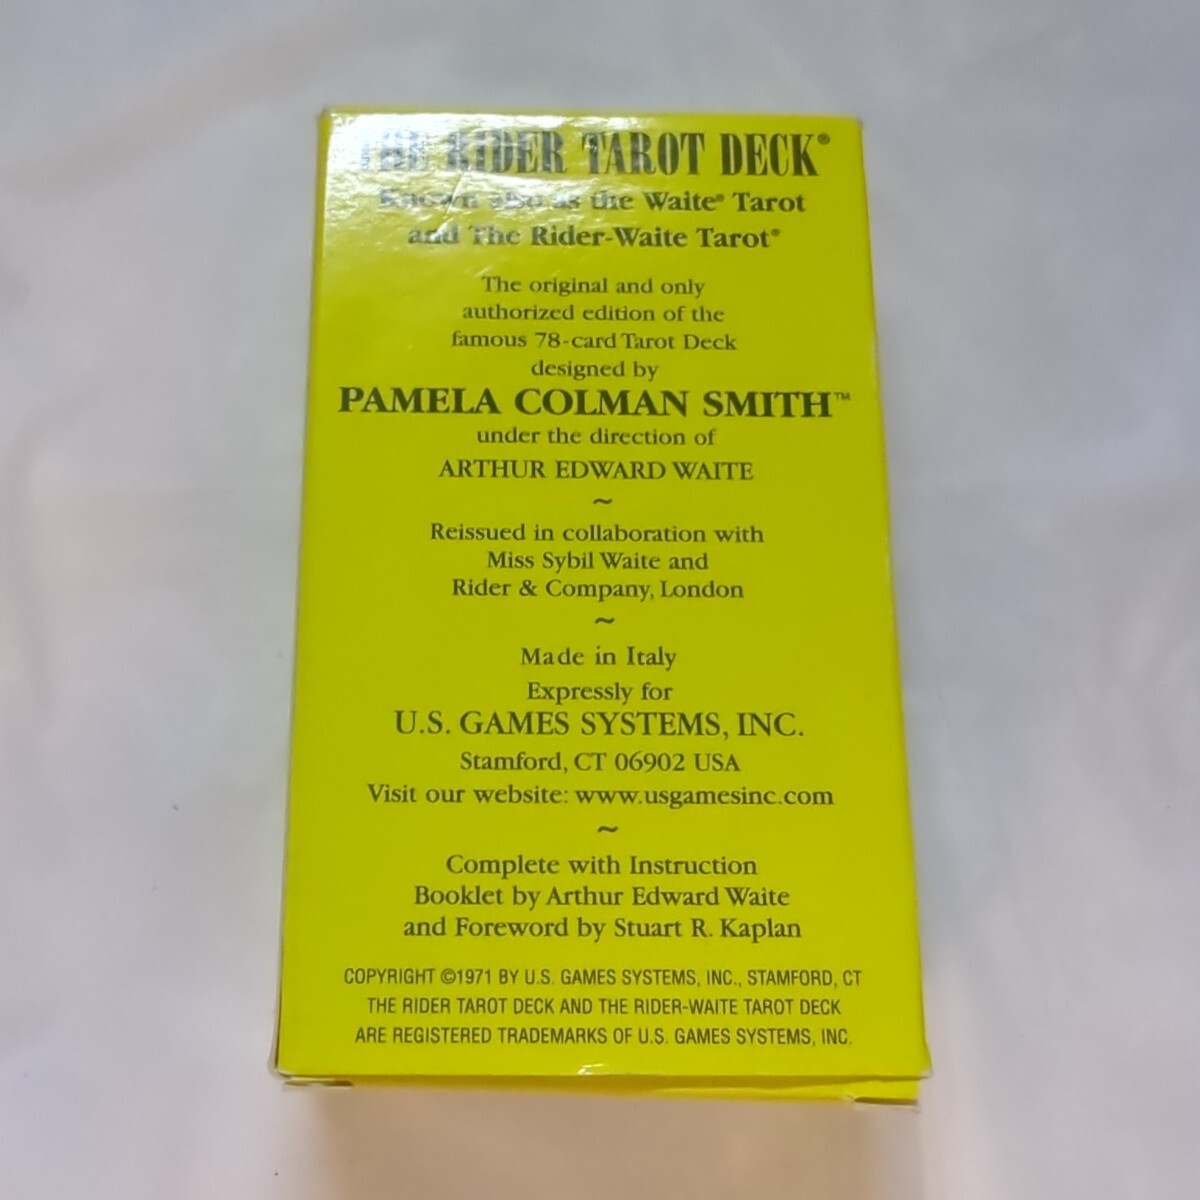 THE RIDER TAROT DECK®
Known also as the Waite® Tarot
and The Rider-Waite Tarot®
The original and only
authorized edition of the
famous 78-card Tarot Deck
designed by
PAMELA COLMAN SMITH™
under the direction of
ARTHUR EDWARD WAITE
~
Reissued in collaboration with
Miss Sybil Waite and
Rider & Company, London
~
Made in Italy
Expressly for
U.S. GAMES SYSTEMS, INC.
Stamford, CT 06902 USA
Visit our website: www.usgamesinc.com
~
Complete with Instruction
Booklet by Arthur Edward Waite
and Foreword by Stuart R. Kaplan
COPYRIGHT ©1971 BY U.S. GAMES SYSTEMS, INC., STAMFORD, CT
THE RIDER TAROT DECK AND THE RIDER-WAITE TAROT DECK
ARE REGISTERED TRADEMARKS OF U.S. GAMES SYSTEMS, INC.